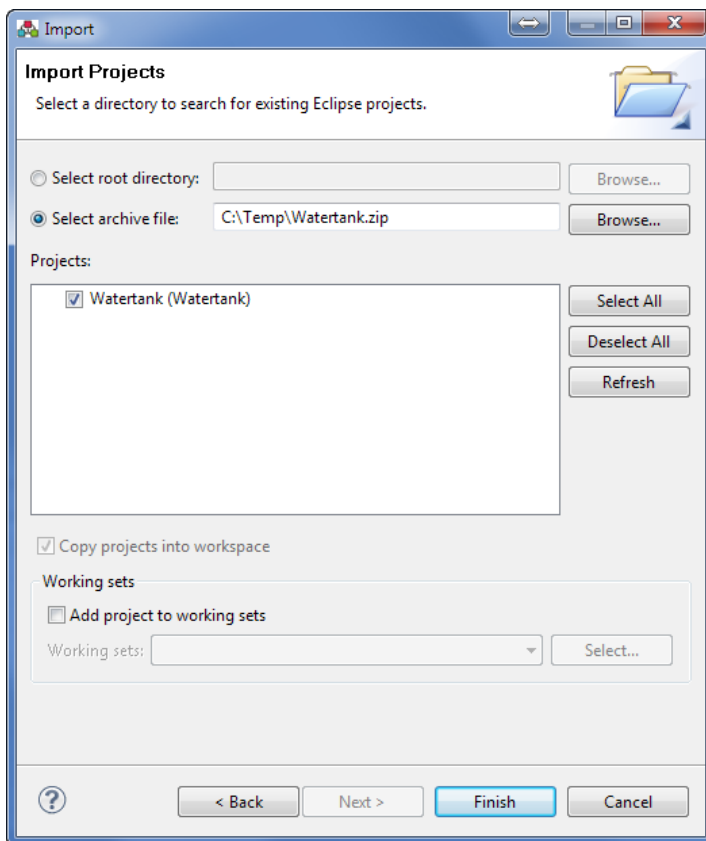 Import
Import Projects
Select a directory to search for existing Eclipse projects.
Select root directory:
Browse...
Select archive file:
C:\Temp\Watertank.zip
Browse...
Projects:
Watertank (Watertank)
Select All
Deselect All
Refresh
Copy projects into workspace
Working sets
Add project to working sets
Working sets:
Select...
?
< Back
Next >
Finish
Cancel